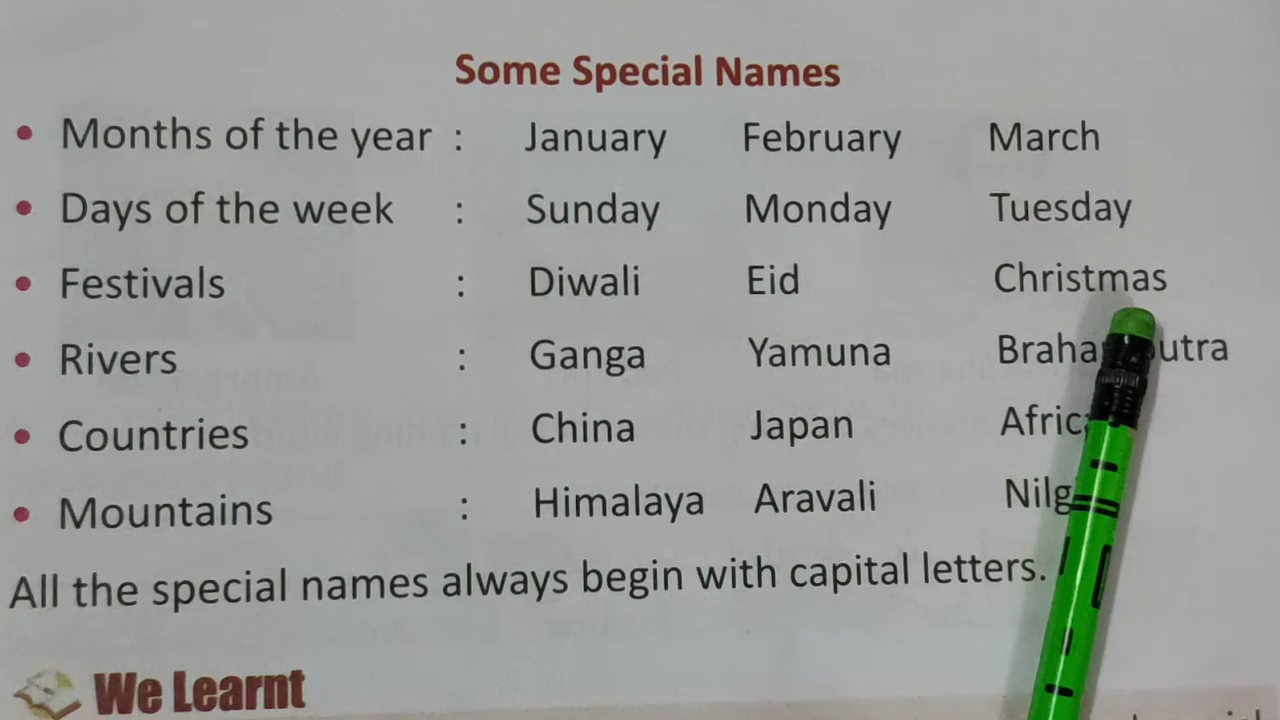 Some Special Names
• Months of the year : January February March
• Days of the week : Sunday Monday Tuesday
• Festivals : Diwali Eid Christmas
• Rivers : Ganga Yamuna
• Countries : China Japan
• Mountains : Himalaya Aravali
All the special names always begin with capital letters.
We Learnt